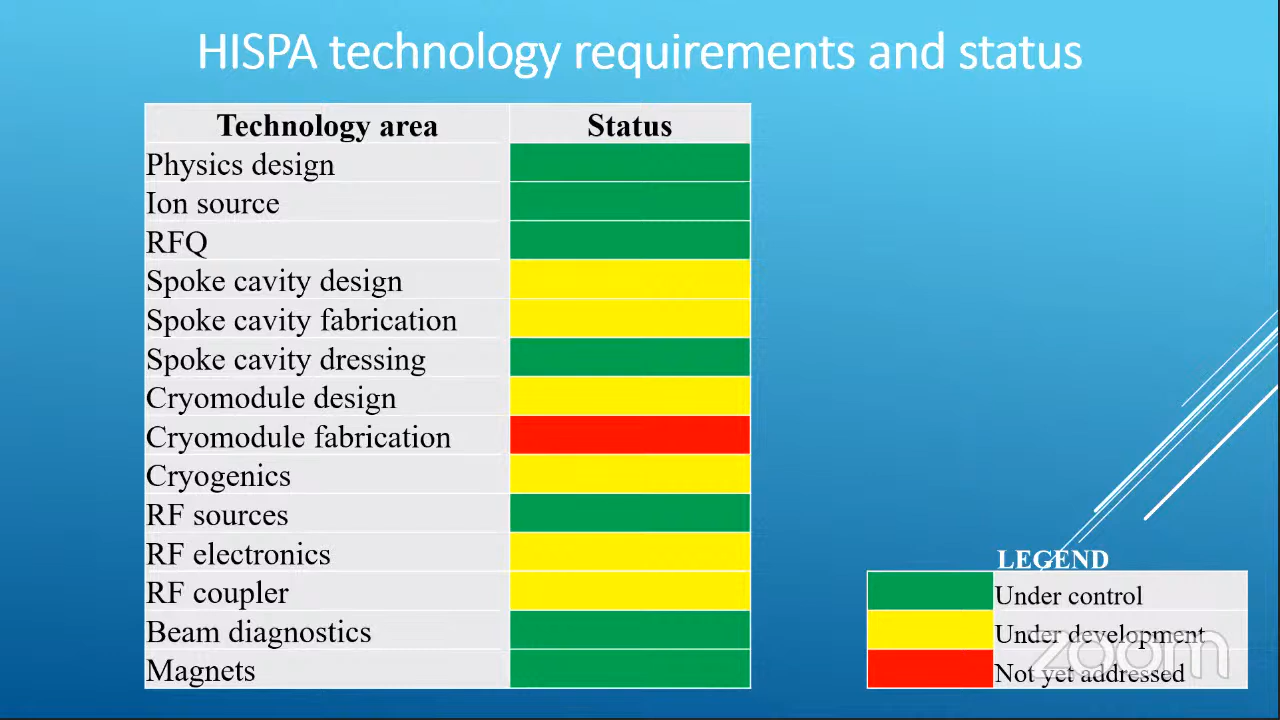 HISPA technology requirements and status
Technology area Status
Physics design
Ion source
RFQ
Spoke cavity design
Spoke cavity fabrication
Spoke cavity dressing
Cryomodule design
Cryomodule fabrication
Cryogenics
RF sources
RF electronics
RF coupler
Beam diagnostics
Magnets
LEGEND
Under control
Under development
Not yet addressed
zoom